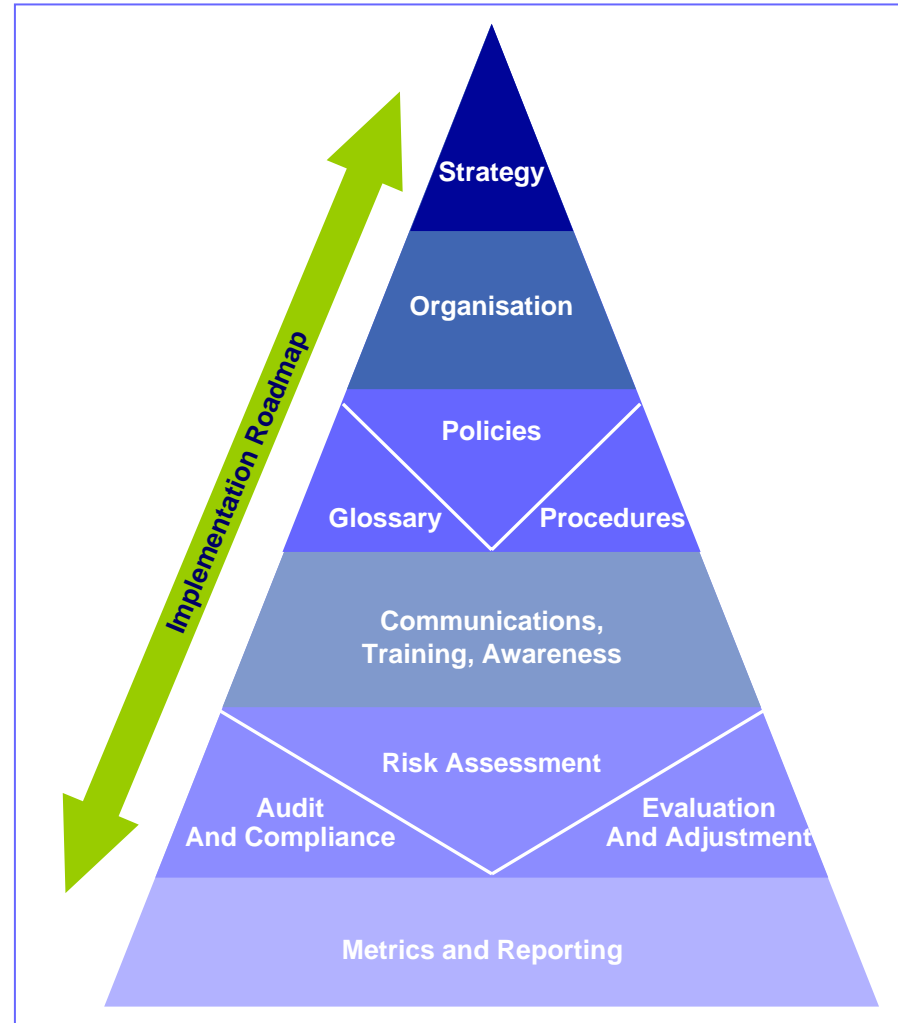 Strategy
Organisation
Policies
Glossary
Procedures
Implementation Roadmap
Communications,
Training, Awareness
Risk Assessment
Audit
And Compliance
Evaluation
And Adjustment
Metrics and Reporting